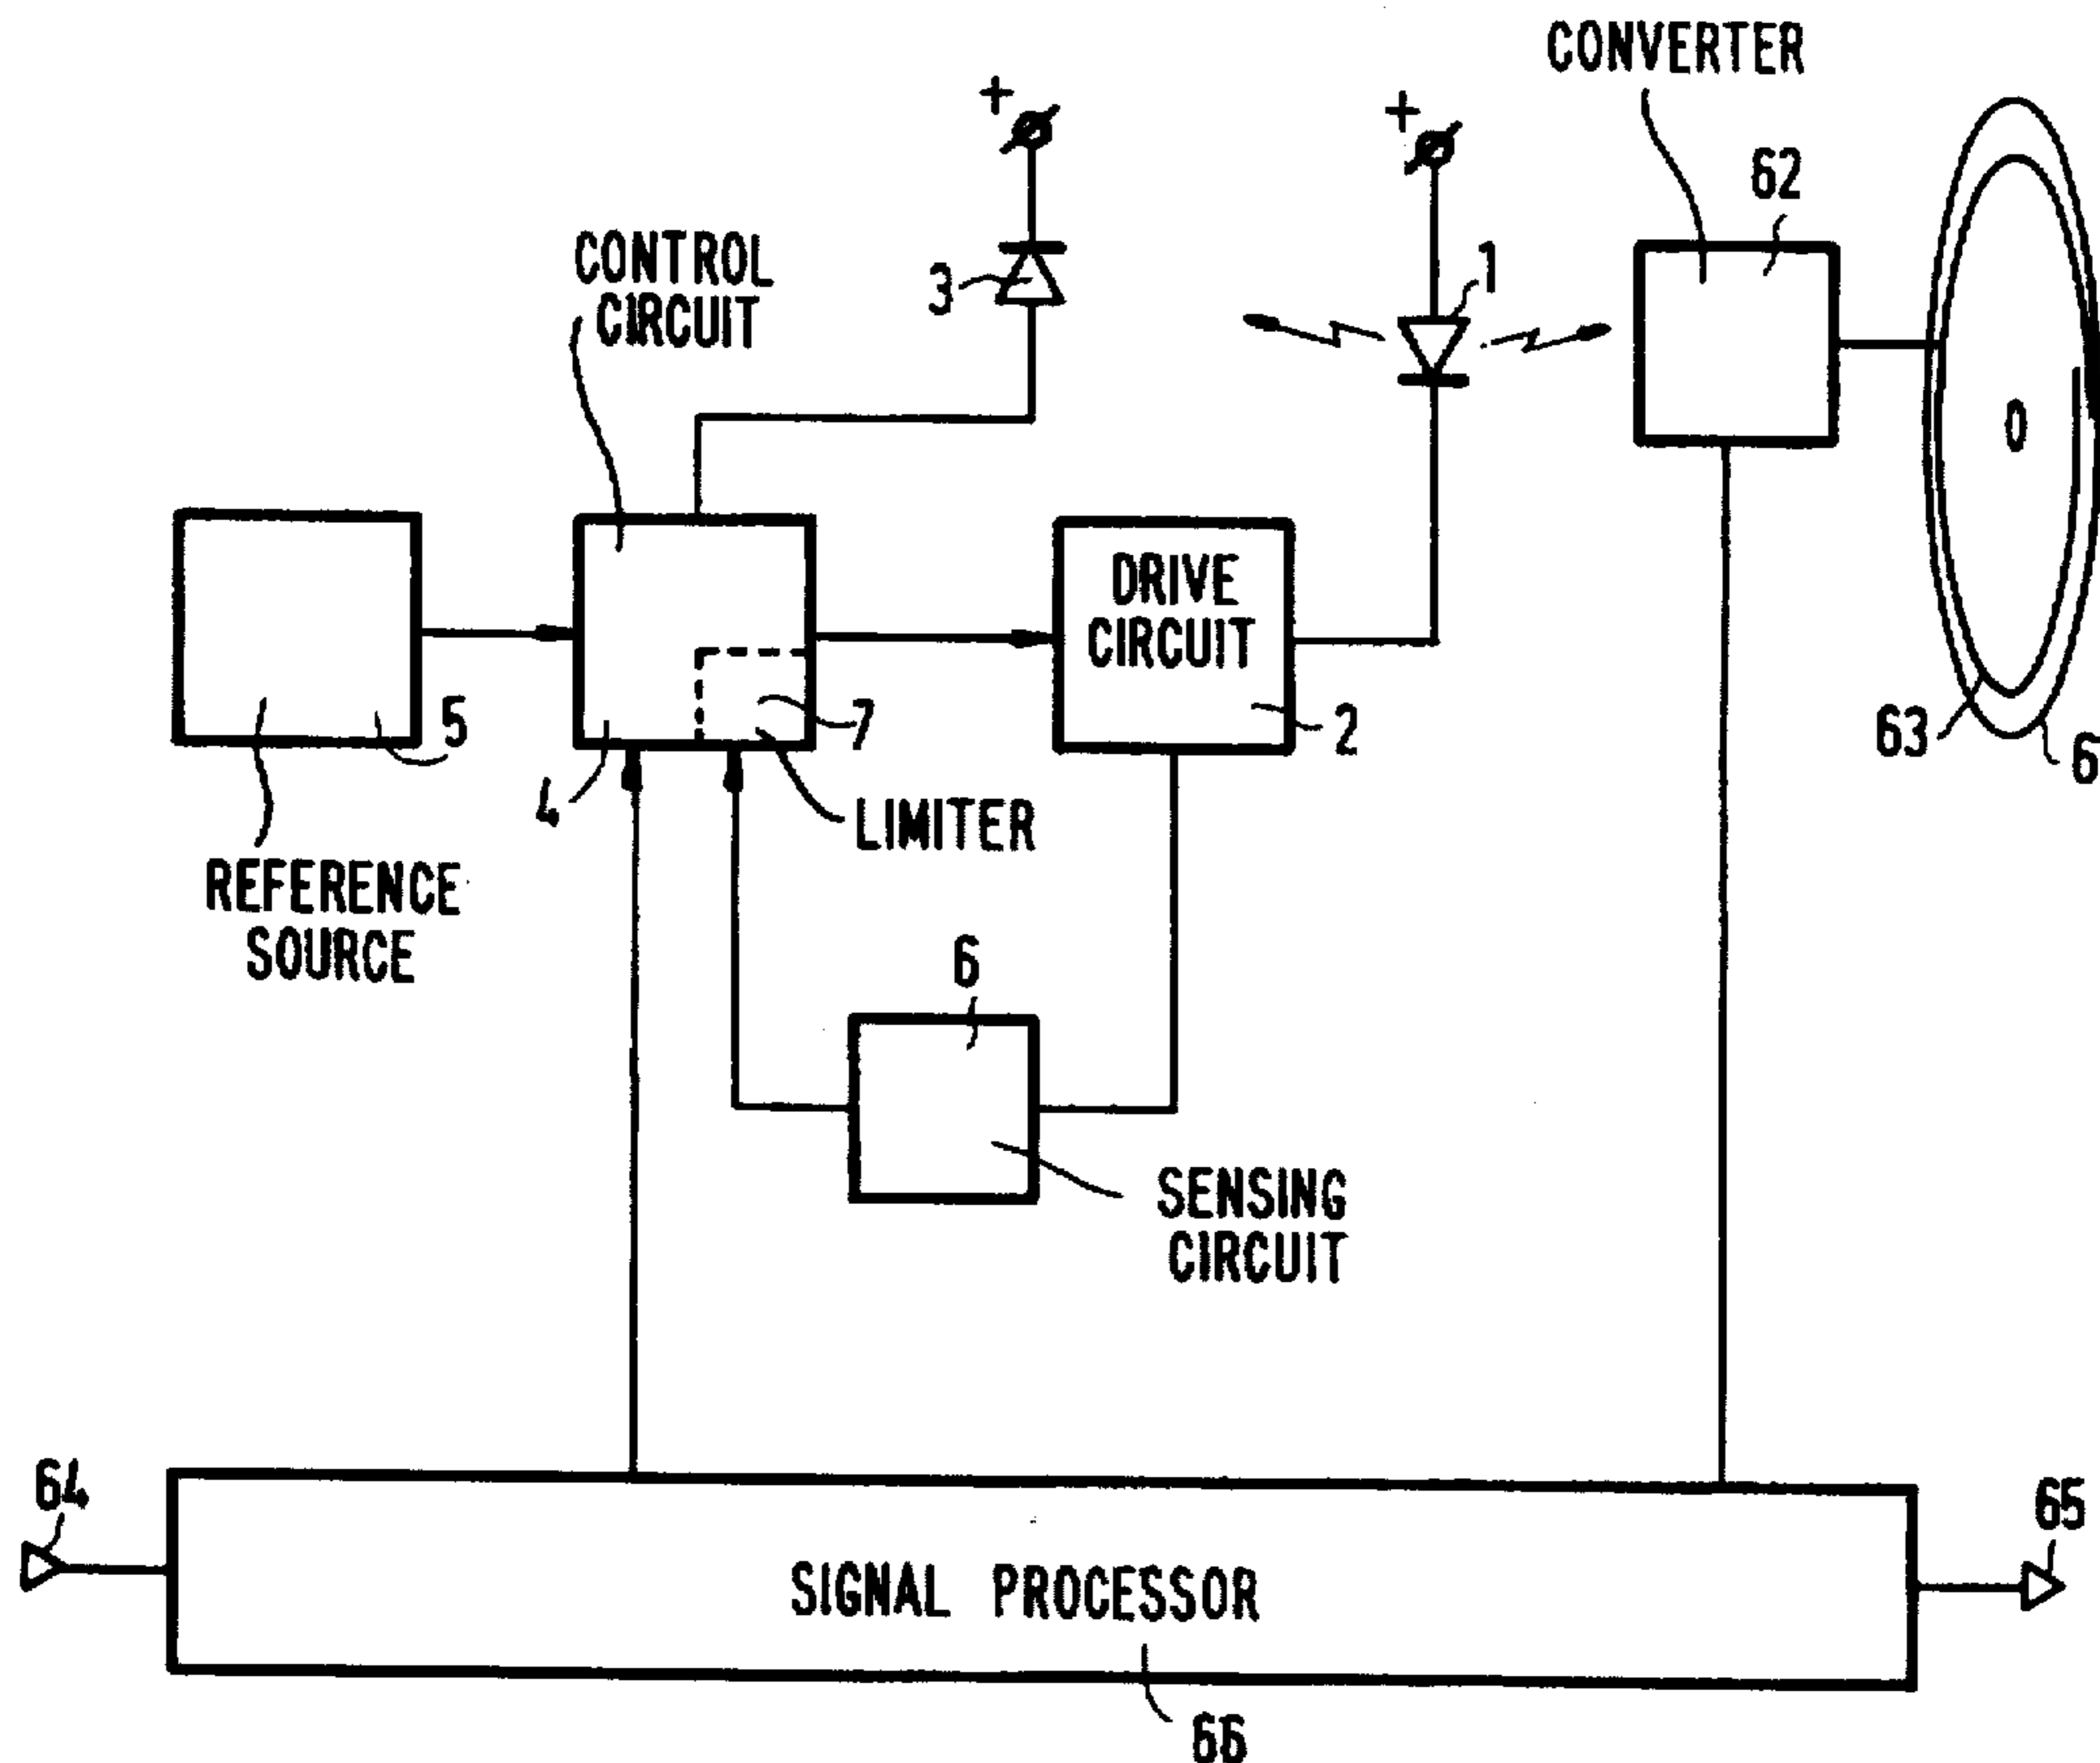 CONVERTER
+
+
62
CONTROL
CIRCUIT
3
1
DRIVE
CIRCUIT
5
7
2
63
4
LIMITER
REFERENCE
SOURCE
6
SENSING
CIRCUIT
64
65
SIGNAL PROCESSOR
66